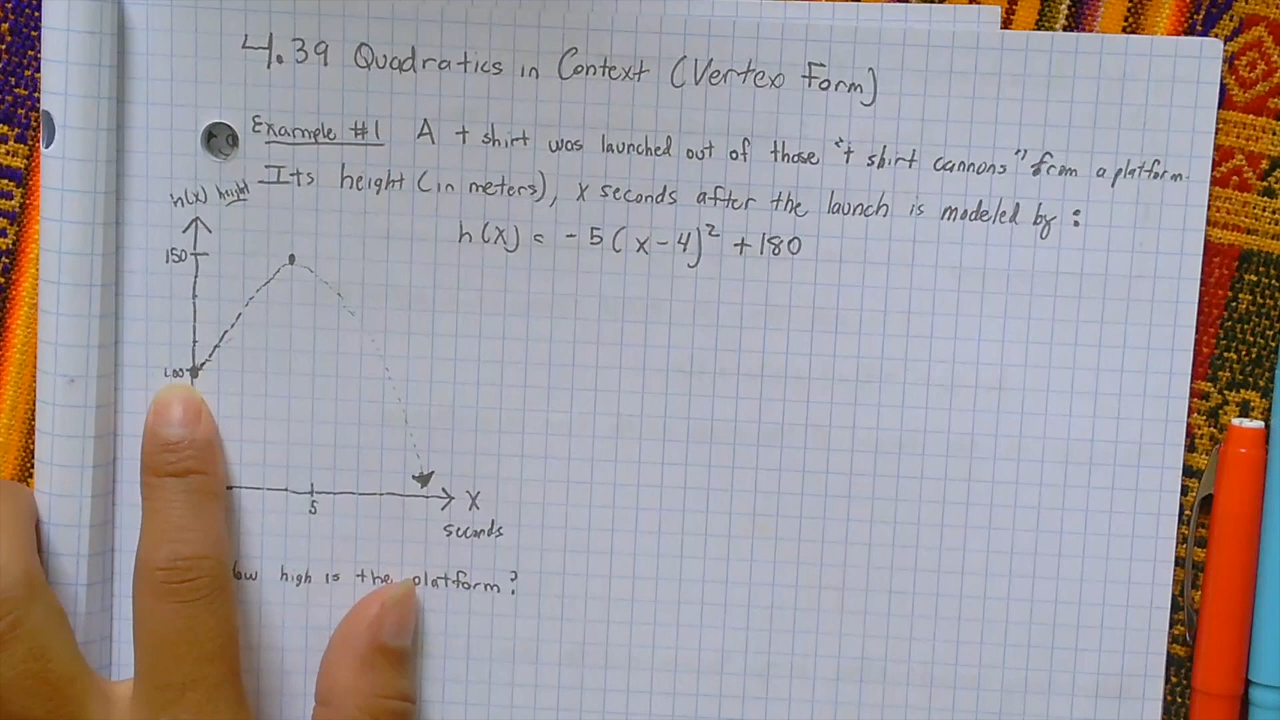 4.39 Quadratics in Context (Vertex Form)
Example #1 A t shirt was launched out of those "t shirt cannons" from a platform.
Its height (in meters), x seconds after the launch is modeled by:
h(x) = -5(x-4)² +180
h(x) height
150
100
5
X
seconds
high is the platform?